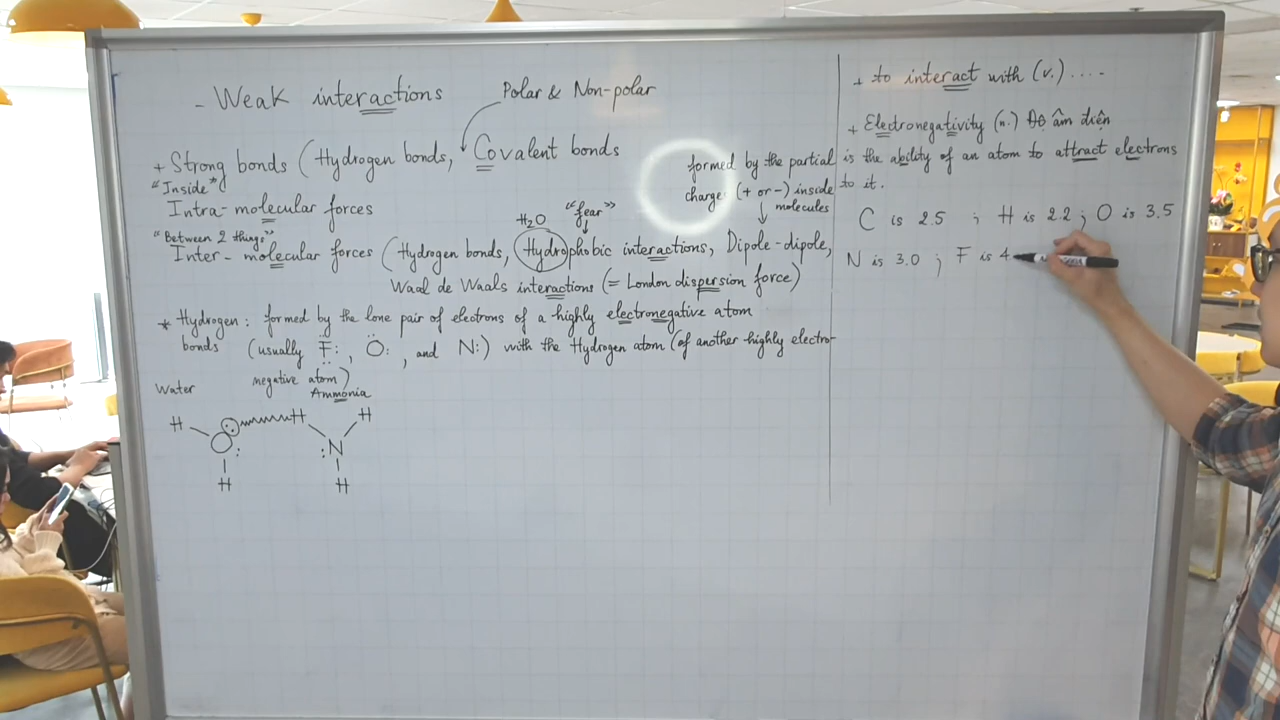 - Weak interactions
Polar & Non-polar
+ Strong bonds (Hydrogen bonds, Covalent bonds
"Inside"
Intra-molecular forces
formed by the partial
charge (+ or -) inside
molecules
H₂O
"fear"
"Between 2 things"
Inter-molecular forces (Hydrogen bonds, Hydrophobic interactions, Dipole-dipole,
Waal de Waals interactions (= London dispersion force)
* Hydrogen bonds: formed by the lone pair of electrons of a highly electronegative atom
(usually F:, O:, and N:) with the Hydrogen atom (of another highly electro-
negative atom)
Water
Ammonia
H
H
H
O
N
H
H
+ to interact with (v.) ....
+ Electronegativity (n.) Độ âm điện
is the ability of an atom to attract electrons
to it.
C is 2.5 ; H is 2.2 ; O is 3.5
N is 3.0 ; F is 4